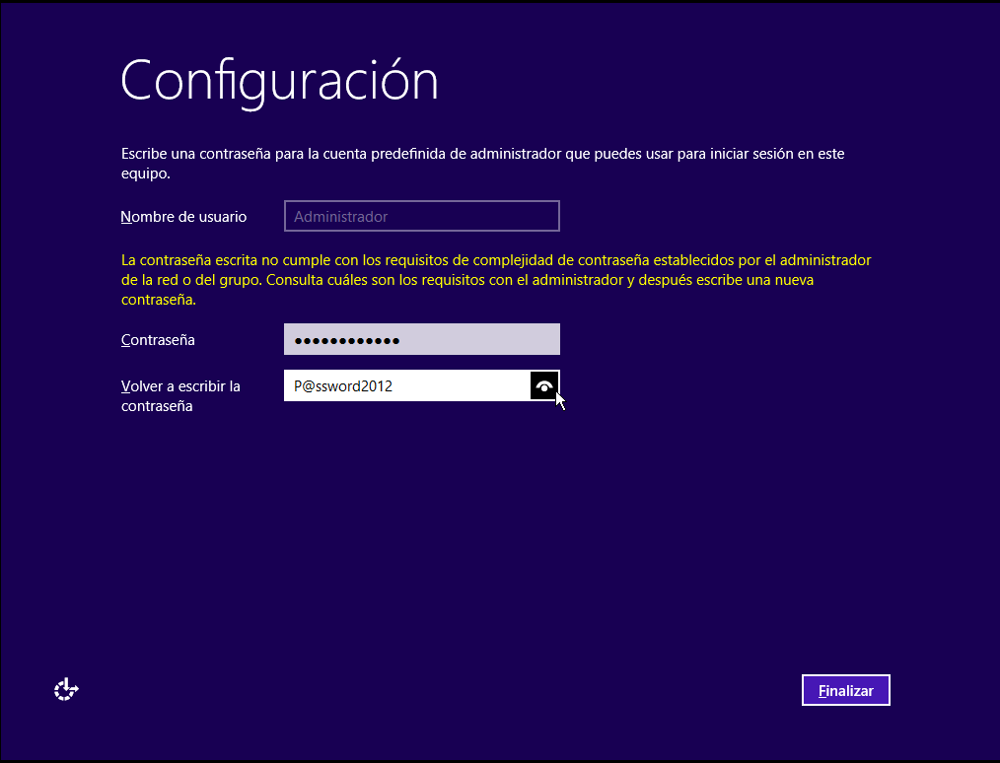 Configuración
Escribe una contraseña para la cuenta predefinida de administrador que puedes usar para iniciar sesión en este
equipo.
Nombre de usuario
Administrador
La contraseña escrita no cumple con los requisitos de complejidad de contraseña establecidos por el administrador
de la red o del grupo. Consulta cuáles son los requisitos con el administrador y después escribe una nueva
contraseña.
Contraseña
••••••••••••
Volver a escribir la
contraseña
P@ssword2012
Finalizar